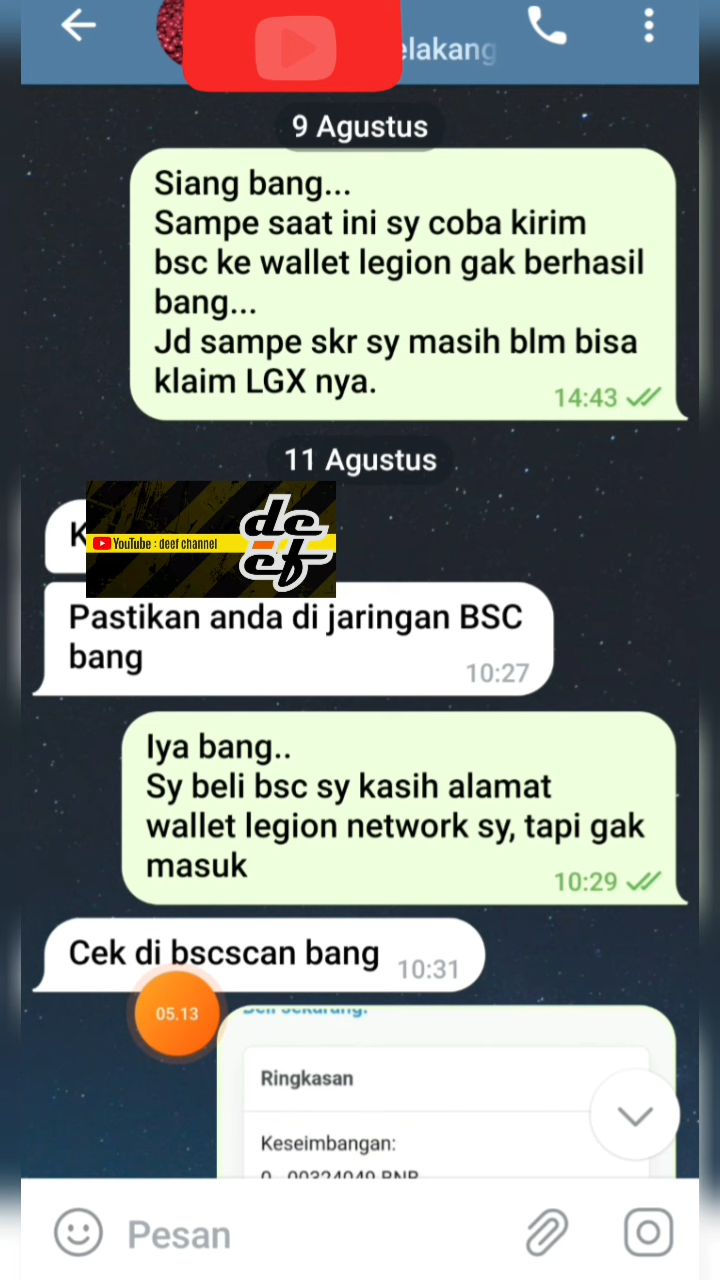 elakang
9 Agustus
Siang bang...
Sampe saat ini sy coba kirim
bsc ke wallet legion gak berhasil
bang...
Jd sampe skr sy masih blm bisa
klaim LGX nya.
14:43
11 Agustus
K
YouTube : deef channel
deef
Pastikan anda di jaringan BSC
bang
10:27
Iya bang..
Sy beli bsc sy kasih alamat
wallet legion network sy, tapi gak
masuk
10:29
Cek di bscscan bang
10:31
05.13
Ringkasan
Keseimbangan:
Pesan